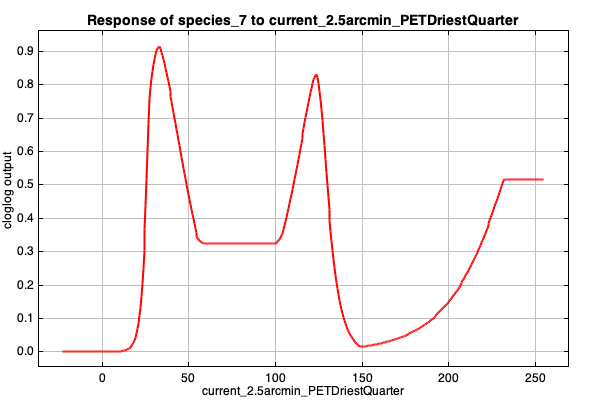 Response of species_7 to current_2.5arcmin_PETDriestQuarter
0.9
0.8
0.7
0.6
0.5
0.4
0.3
0.2
0.1
0.0
cloglog output
0 50 100 150 200 250
current_2.5arcmin_PETDriestQuarter